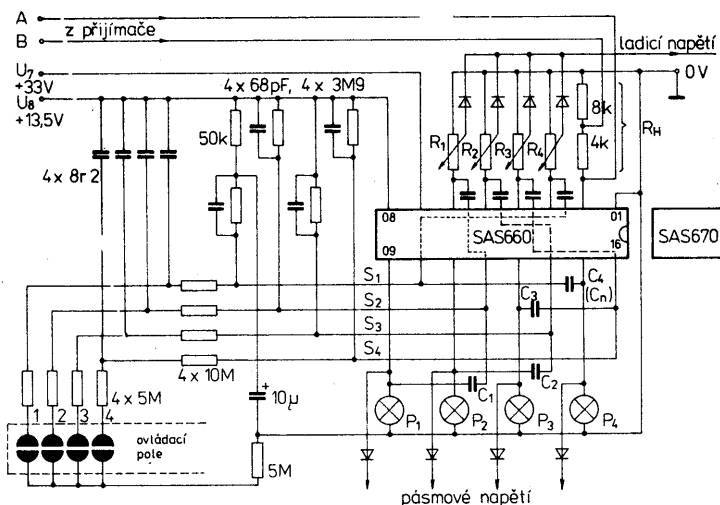 A
B
z přijímače
ladicí napětí
U7
+33V
U8
+13,5V
0V
4 x 68pF, 4 x 3M9
50k
8k
4k
RH
R1
R2
R3
R4
4 x 8r2
08
01
09
SAS660
16
SAS670
S1
S2
S3
S4
C4
(Cn)
C3
C2
C1
4 x 10M
4 x 5M
+
10µ
1
2
3
4
P1
P2
P3
P4
ovládací
pole
5M
pásmové napětí